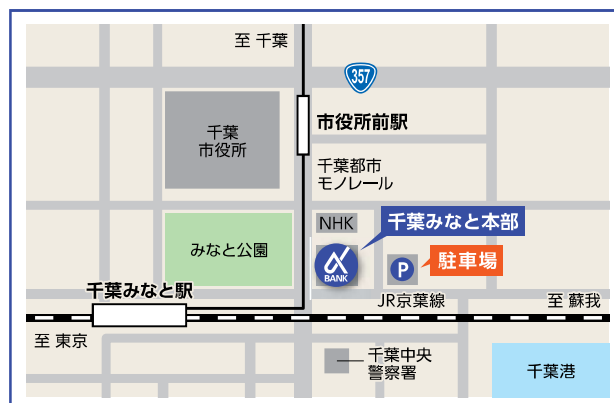 至 千葉
357
市役所前駅
千葉
市役所
千葉都市
モノレール
NHK
千葉みなと本部
みなと公園
BANK
P
駐車場
千葉みなと駅
JR京葉線
至 蘇我
至 東京
千葉中央
警察署
千葉港